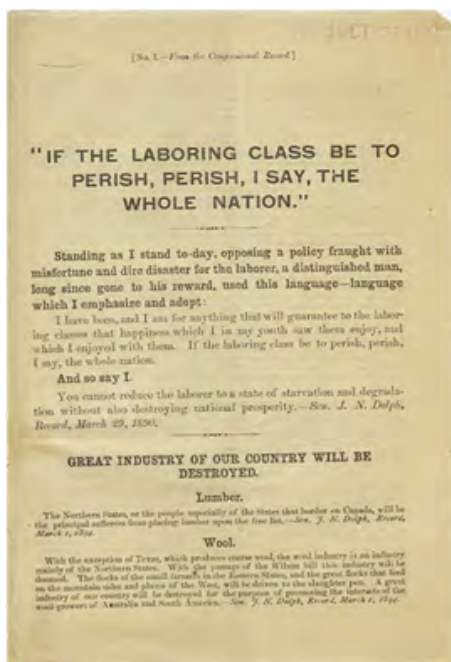 [No. 1.—From the Congressional Record.]
"IF THE LABORING CLASS BE TO
PERISH, PERISH, I SAY, THE
WHOLE NATION."
Standing as I stand to-day, opposing a policy fraught with
misfortune and dire disaster for the laborer, a distinguished man,
long since gone to his reward, used this language—language
which I emphasize and adopt:
I have been, and I am for anything that will guarantee to the labor-
ing classes that happiness which I in my youth saw them enjoy, and
which I enjoyed with them. If the laboring class be to perish, perish,
I say, the whole nation.
And so say I.
You cannot reduce the laborer to a state of starvation and degrada-
tion without also destroying national prosperity.—Sen. J. N. Dolph,
Record, March 29, 1890.
GREAT INDUSTRY OF OUR COUNTRY WILL BE
DESTROYED.
Lumber.
The Northern States, or the people especially of the States that border on Canada, will be
the principal sufferers from placing lumber upon the free list.—Sen. J. N. Dolph, Record,
March 1, 1894.
Wool.
With the exception of Texas, which produces coarse wool, the wool industry is an industry
mainly of the Northern States. With the passage of the Wilson bill this industry will be
doomed. The flocks of the small farmers in the Eastern States, and the great flocks that feed
on the mountain sides and plains of the West, will be driven to the slaughter pen. A great
industry of our country will be destroyed for the purpose of promoting the interests of the
wool growers of Australia and South America.—Sen. J. N. Dolph, Record, March 1, 1894.